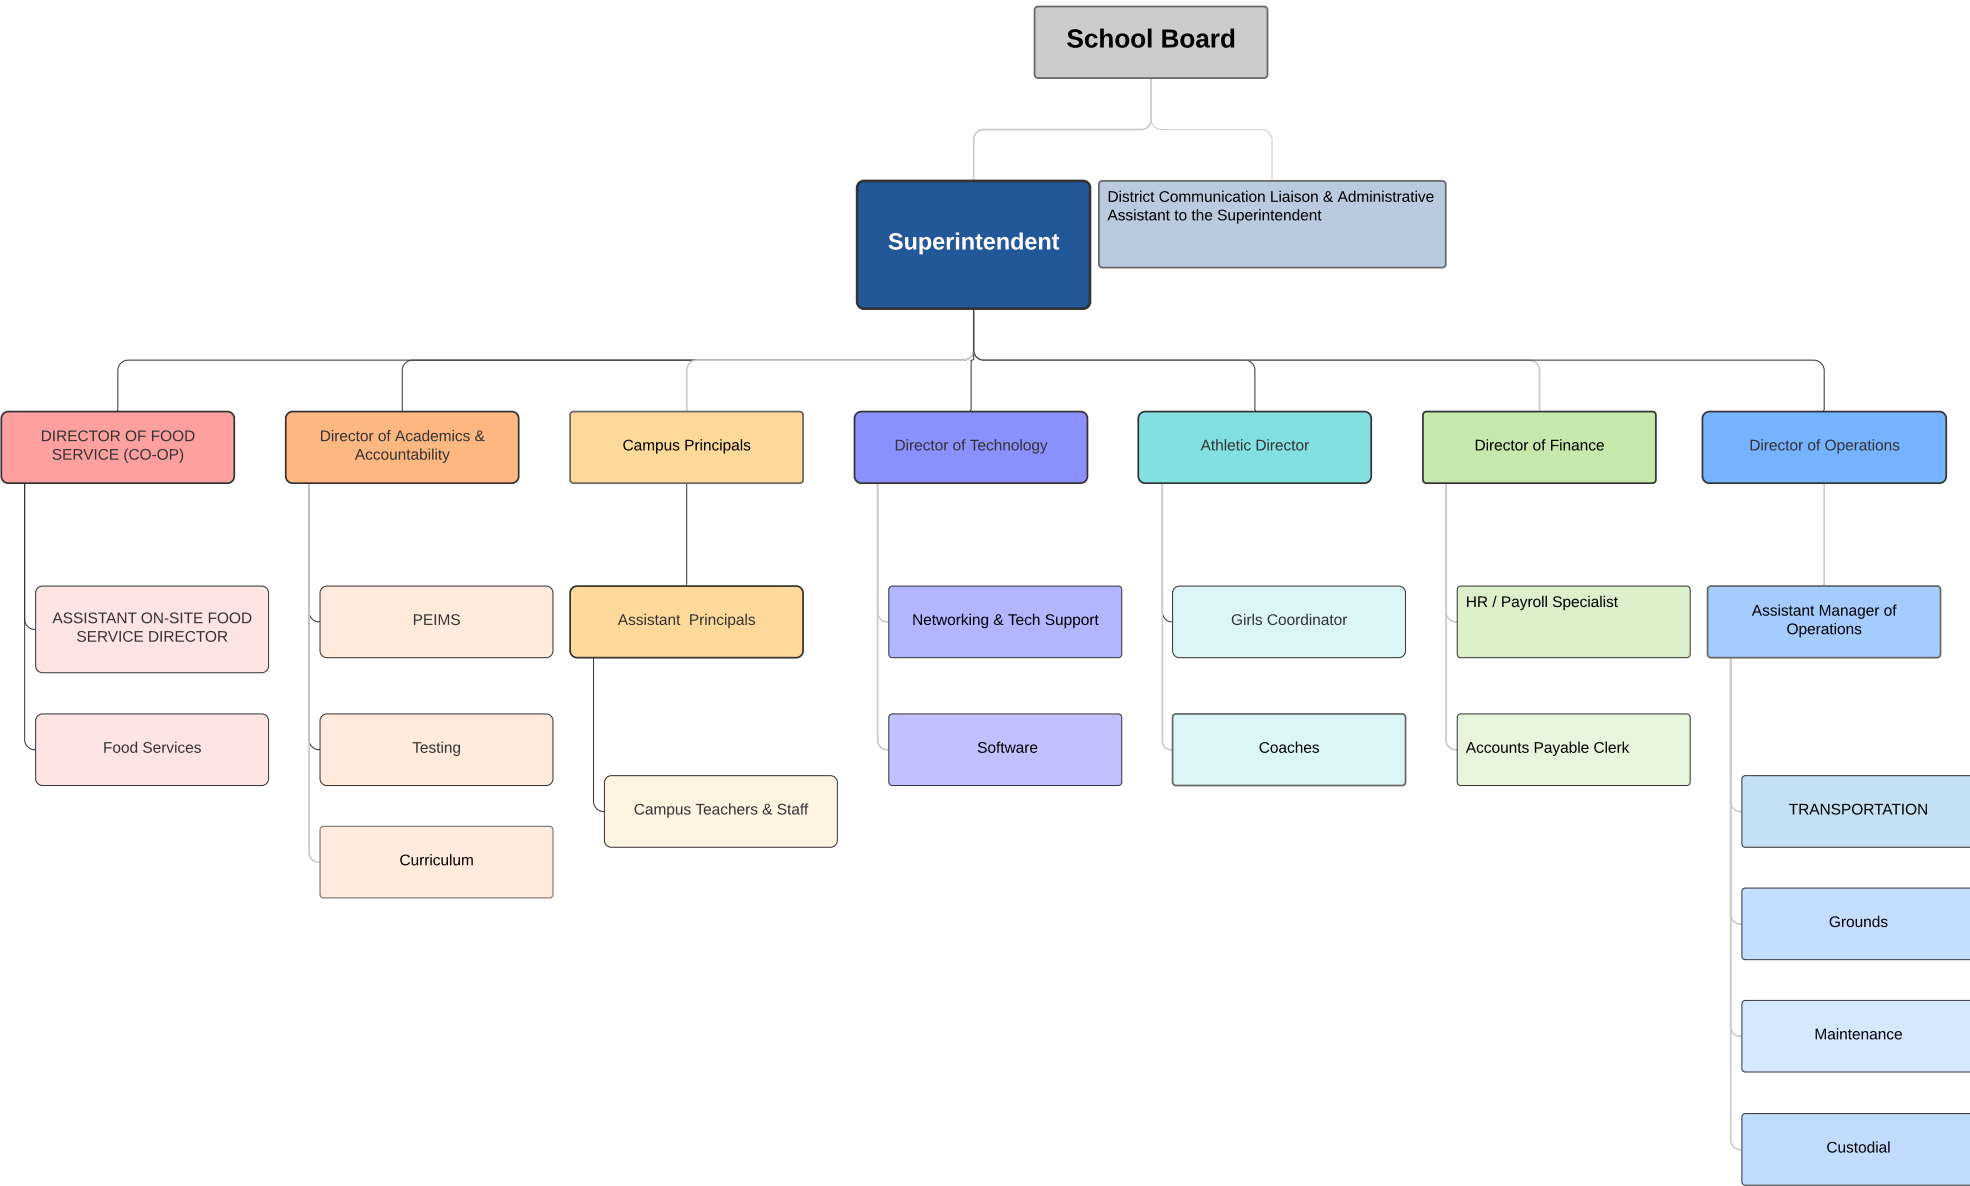 School Board
Superintendent
District Communication Liaison & Administrative
Assistant to the Superintendent
DIRECTOR OF FOOD
SERVICE (CO-OP)
Director of Academics &
Accountability
Campus Principals
Director of Technology
Athletic Director
Director of Finance
Director of Operations
ASSISTANT ON-SITE FOOD
SERVICE DIRECTOR
PEIMS
Assistant  Principals
Networking & Tech Support
Girls Coordinator
HR / Payroll Specialist
Assistant Manager of
Operations
Food Services
Testing
Software
Coaches
Accounts Payable Clerk
Campus Teachers & Staff
TRANSPORTATION
Curriculum
Grounds
Maintenance
Custodial